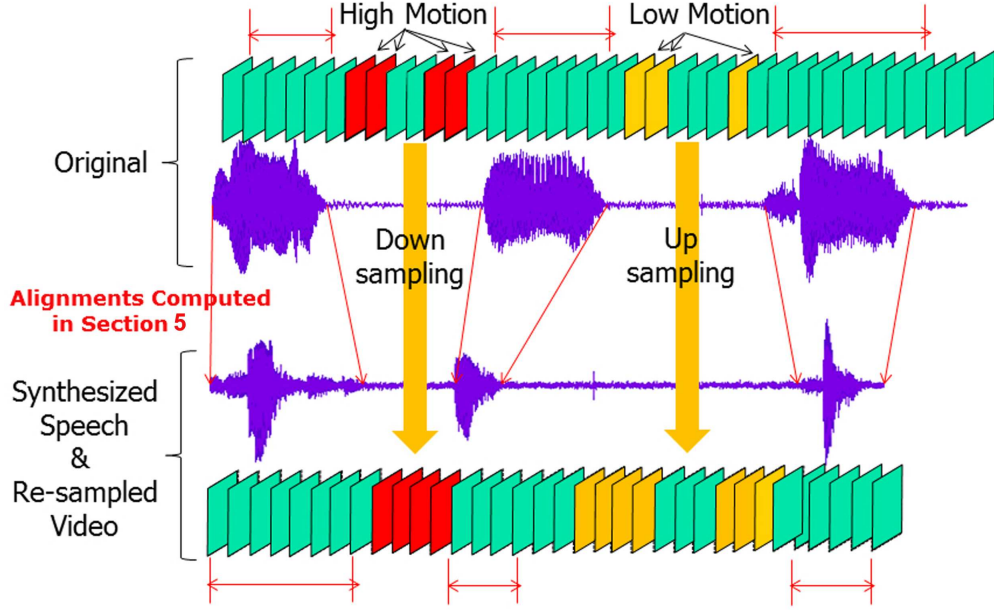 High Motion
Low Motion
Original
Down
sampling
Up
sampling
Alignments Computed
in Section 5
Synthesized
Speech
&
Re-sampled
Video